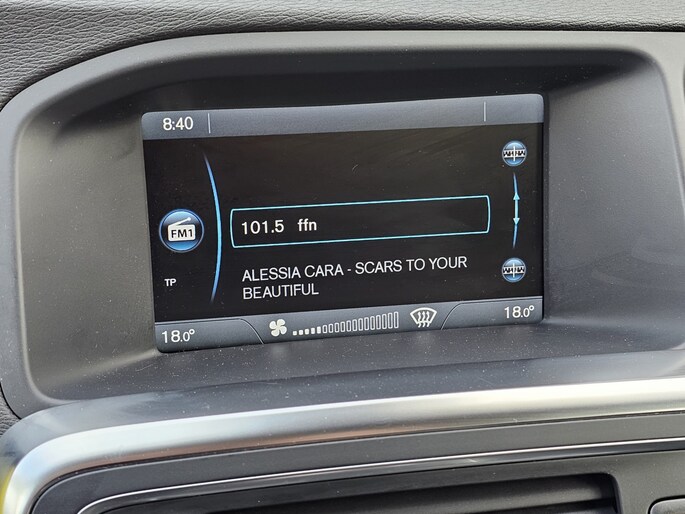 8:40
101.5 ffn
FM1
TP
ALESSIA CARA - SCARS TO YOUR
BEAUTIFUL
18.0°
18.0°